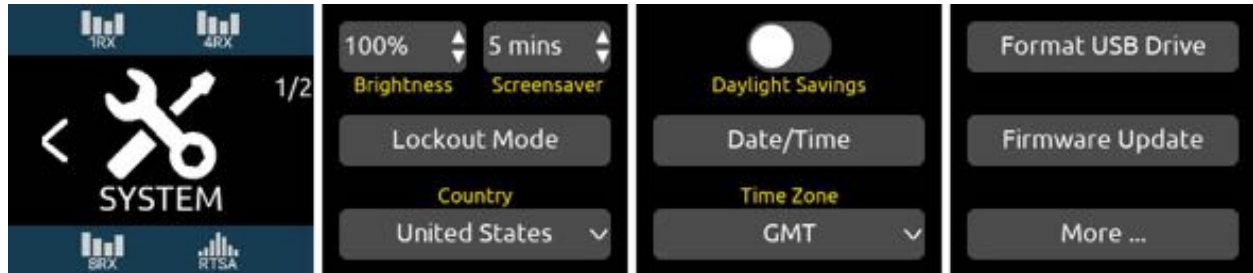 1RX 4RX
1/2
SYSTEM
8RX RTSA
100% 5 mins
Brightness Screensaver
Lockout Mode
Country
United States
Daylight Savings
Date/Time
Time Zone
GMT
Format USB Drive
Firmware Update
More ...